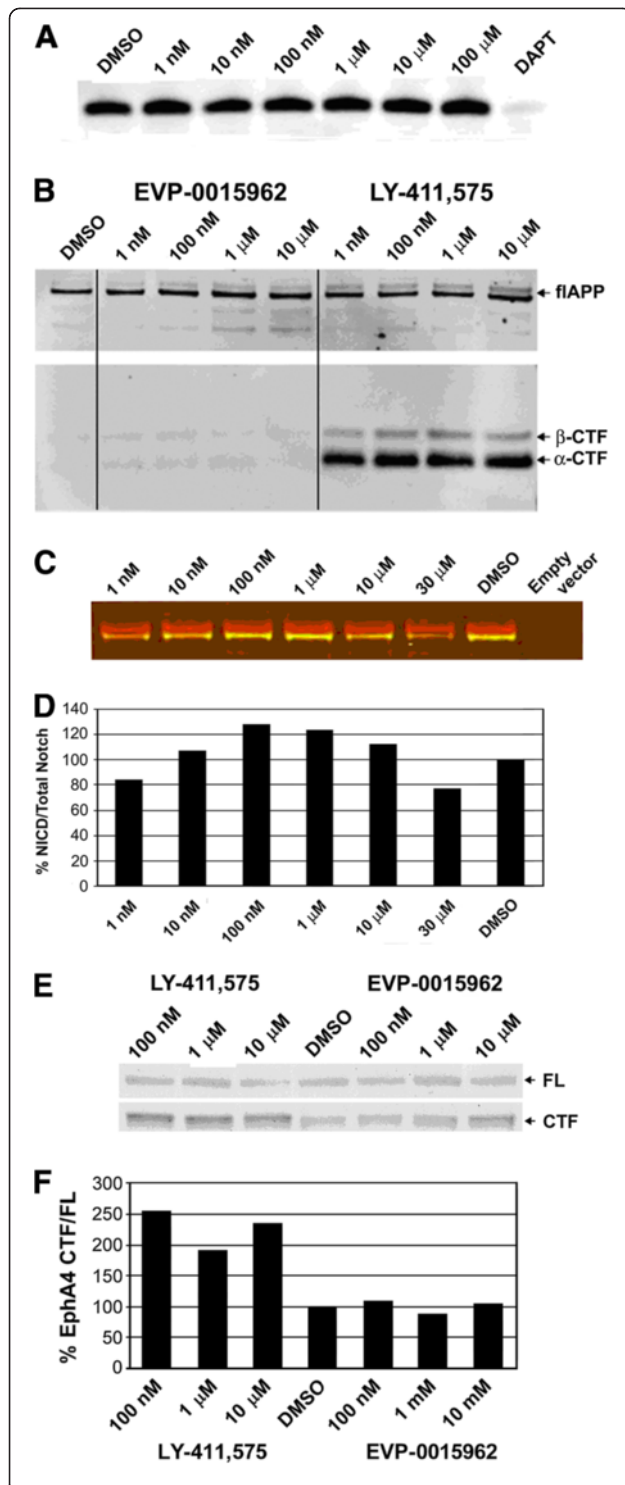 A
DMSO 1 nM 10 nM 100 nM 1 µM 10 µM 100 µM DAPT
EVP-0015962 LY-411,575
B
DMSO 1 nM 100 nM 1 µM 10 µM 1 nM 100 nM 1 µM 10 µM
flAPP
β-CTF
α-CTF
C
1 nM 10 nM 100 nM 1 µM 10 µM 30 µM DMSO Empty vector
D
% NICD/Total Notch
140
120
100
80
60
40
20
0
1 nM 10 nM 100 nM 1 µM 10 µM 30 µM DMSO
E
LY-411,575 EVP-0015962
100 nM 1 µM 10 µM DMSO 100 nM 1 µM 10 µM
FL
CTF
F
% EphA4 CTF/FL
300
250
200
150
100
50
0
100 nM 1 µM 10 µM DMSO 100 nM 1 mM 10 mM
LY-411,575 EVP-0015962